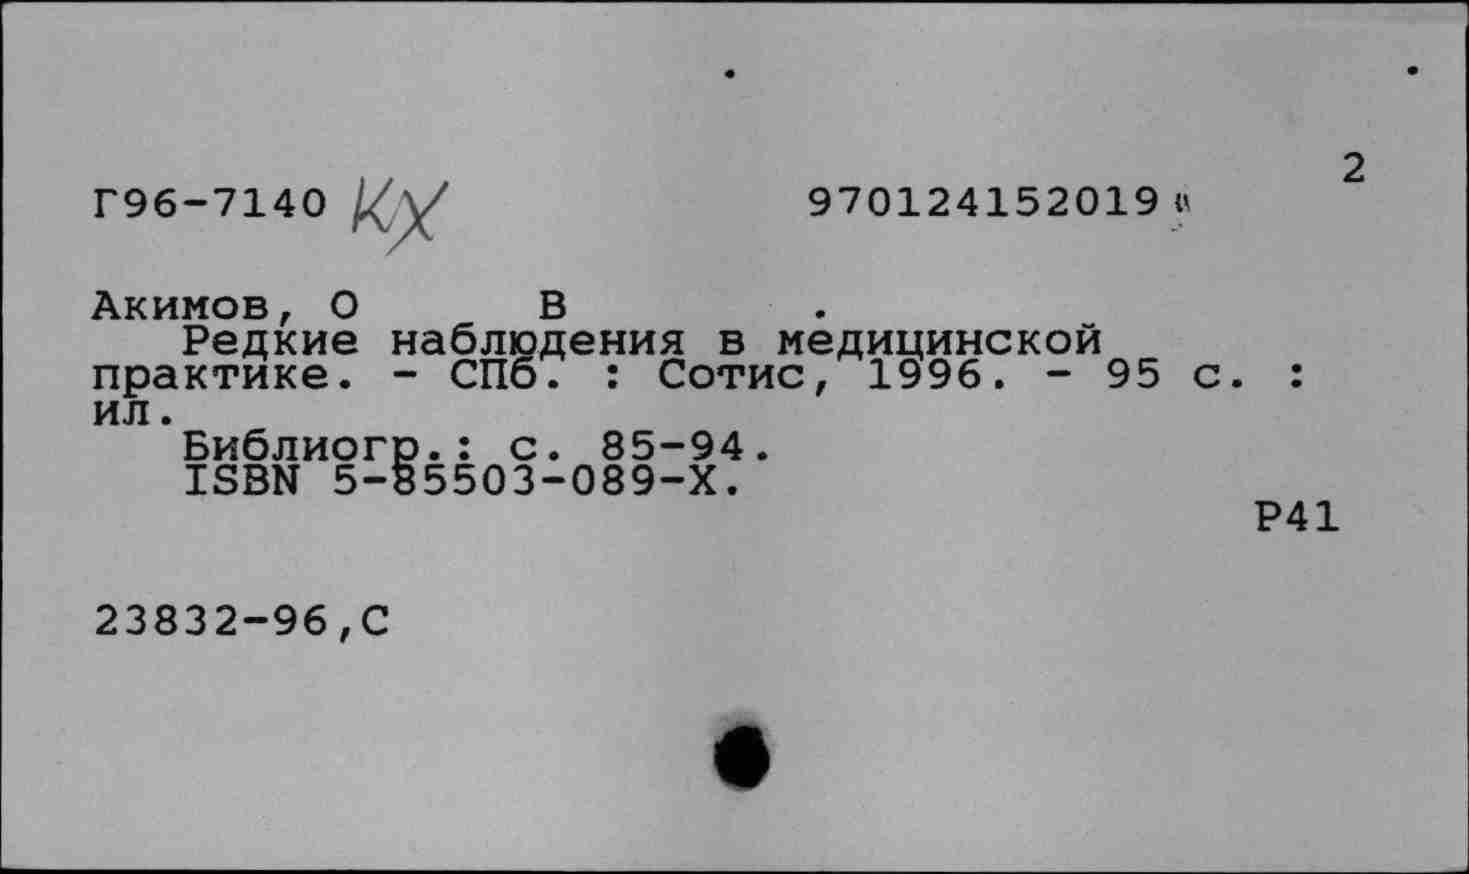 2
Г96-7140 КХ 970124152019
Акимов, О В .
Редкие наблюдения в медицинской
практике. - СПб. : Сотис, 1996. - 95 с. :
ил.
Библиогр.: с. 85-94.
ISBN 5-85503-089-X.
Р41
23832-96,С